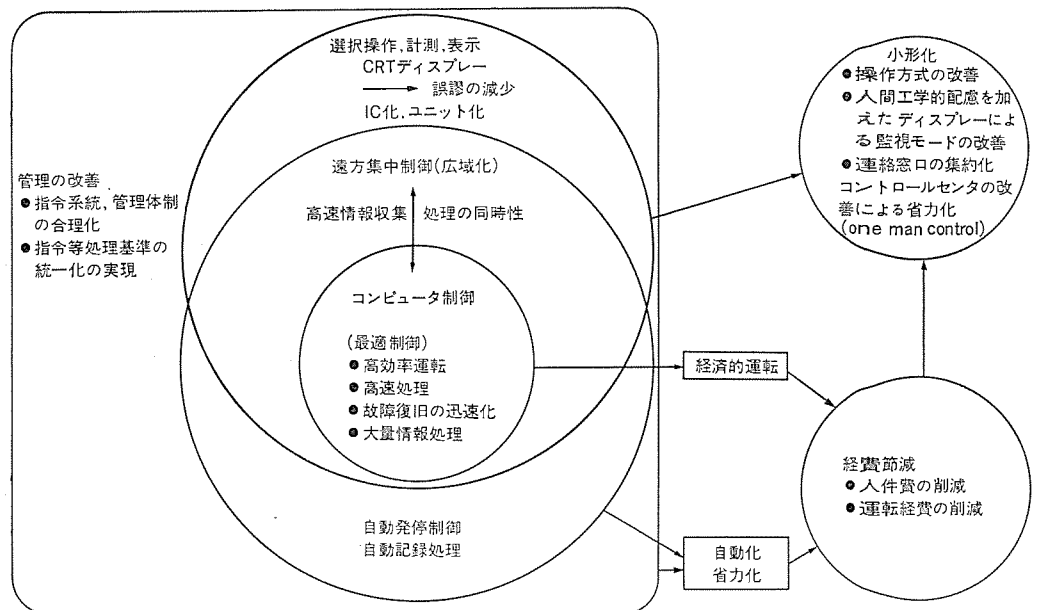 選択操作,計測,表示
CRTディスプレー
誤謬の減少
IC化,ユニット化
遠方集中制御(広域化)
高速情報収集 処理の同時性
コンピュータ制御
(最適制御)
●高効率運転
●高速処理
●故障復旧の迅速化
●大量情報処理
自動発停制御
自動記録処理
管理の改善
●指令系統,管理体制
の合理化
●指令等処理基準の
統一化の実現
小形化
●操作方式の改善
●人間工学的配慮を加
えたディスプレーによ
る監視モードの改善
●連絡窓口の集約化
コントロールセンタの改
善による省力化
(one man control)
経済的運転
経費節減
●人件費の削減
●運転経費の削減
自動化
省力化